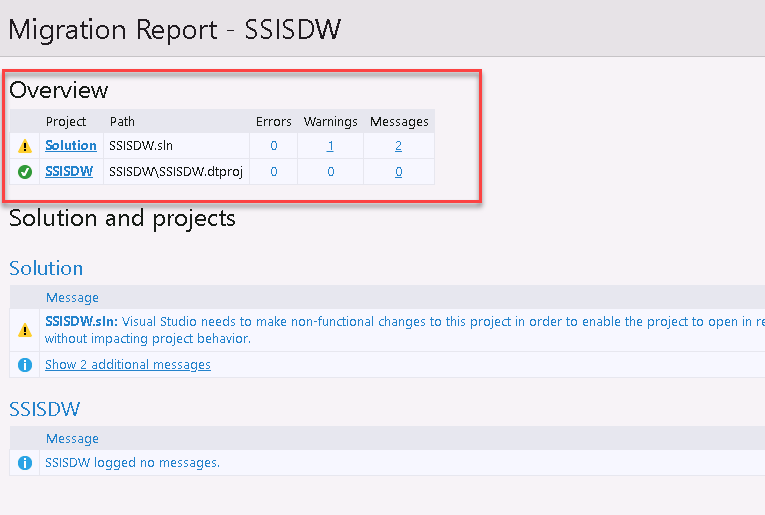 Migration Report - SSISDW
Overview
Project Path Errors Warnings Messages
Solution SSISDW.sln 0 1 2
SSISDW SSISDW\SSISDW.dtproj 0 0 0
Solution and projects
Solution
Message
SSISDW.sln: Visual Studio needs to make non-functional changes to this project in order to enable the project to open in
without impacting project behavior.
Show 2 additional messages
SSISDW
Message
SSISDW logged no messages.